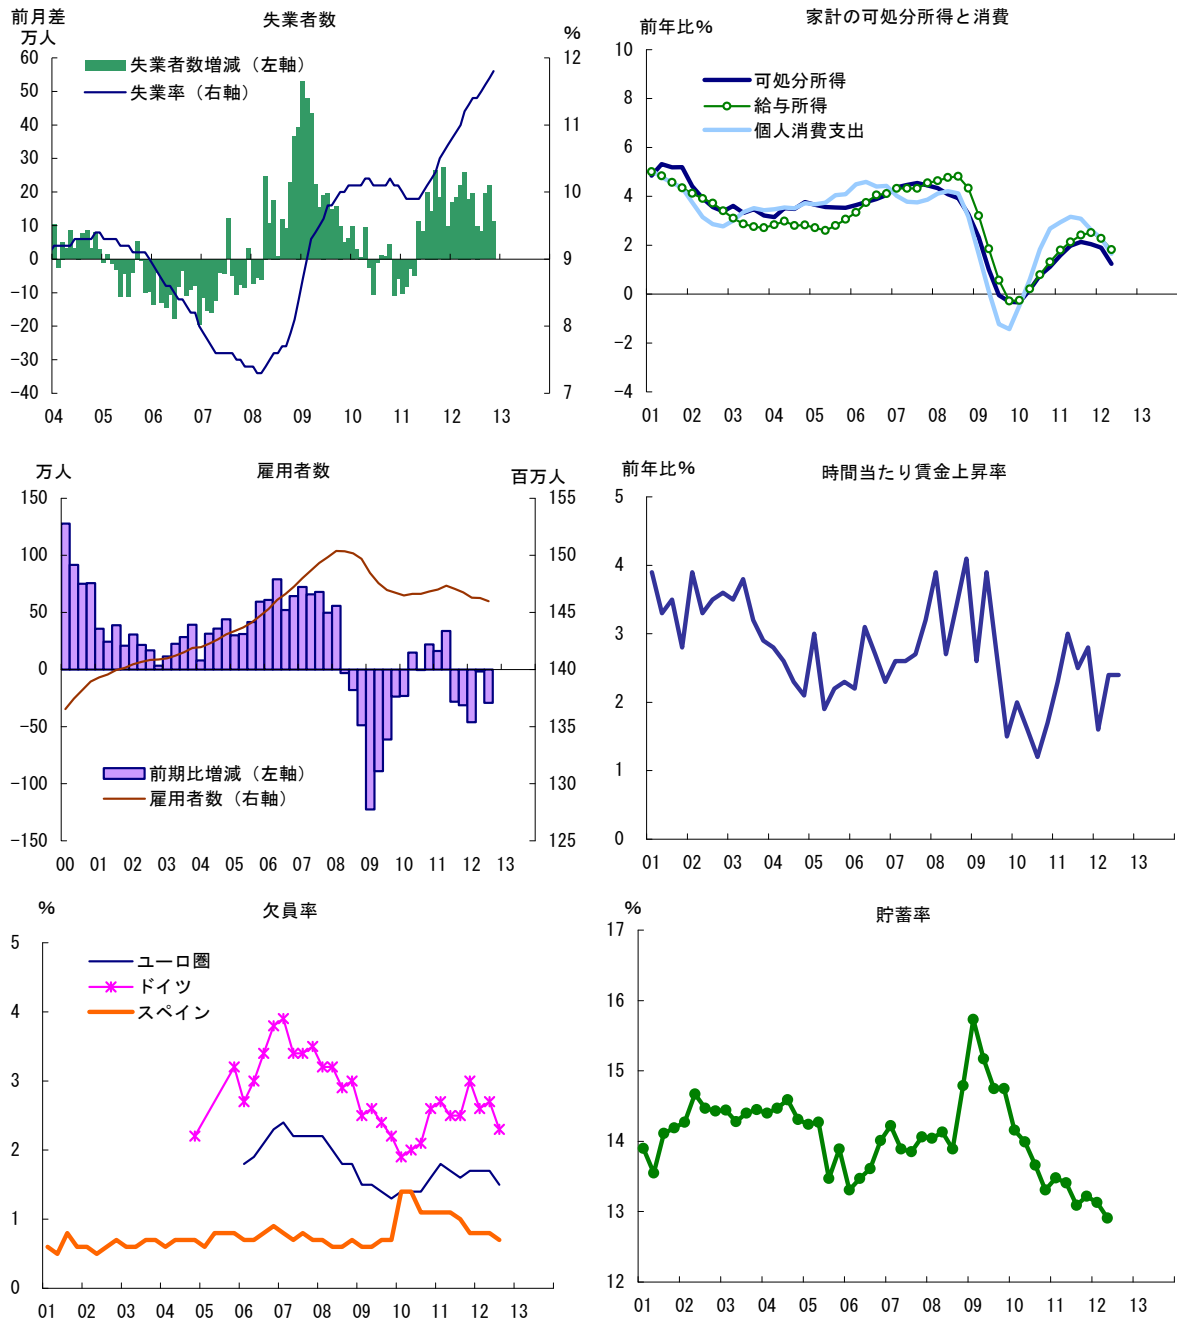 失業者数
前月差
万人
%
60
50
40
30
20
10
0
-10
-20
-30
-40
12
11
10
9
8
7
失業者数増減（左軸）
失業率（右軸）
04 05 06 07 08 09 10 11 12 13
家計の可処分所得と消費
前年比%
10
8
6
4
2
0
-2
-4
可処分所得
給与所得
個人消費支出
01 02 03 04 05 06 07 08 09 10 11 12 13
雇用者数
万人
百万人
150
100
50
0
-50
-100
-150
155
150
145
140
135
130
125
前期比増減（左軸）
雇用者数（右軸）
00 01 02 03 04 05 06 07 08 09 10 11 12 13
時間当たり賃金上昇率
前年比%
5
4
3
2
1
0
01 02 03 04 05 06 07 08 09 10 11 12 13
欠員率
%
5
4
3
2
1
0
ユーロ圏
ドイツ
スペイン
01 02 03 04 05 06 07 08 09 10 11 12 13
貯蓄率
%
17
16
15
14
13
12
01 02 03 04 05 06 07 08 09 10 11 12 13